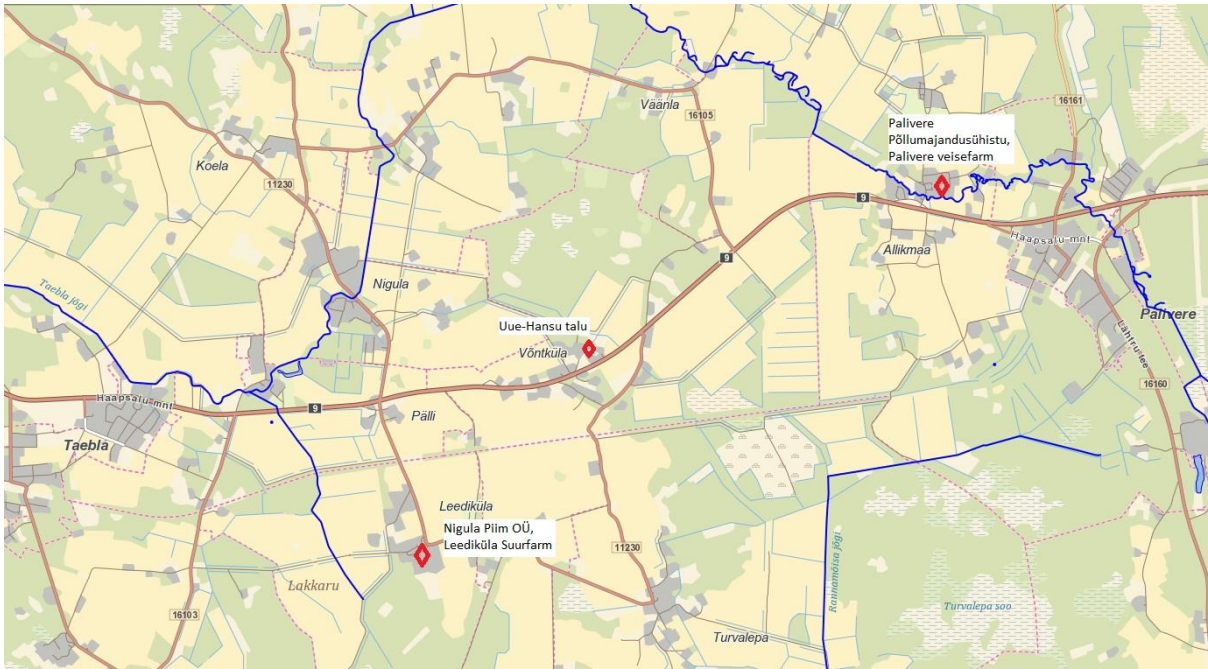 Väänla
16105
16161
Palivere
Põllumajandusühistu,
Palivere veisefarm
Koela
11230
9
Haapsalu mnt
Allikmaa
9
Taebla jõgi
Nigula
Uue-Hansu talu
Võntküla
Palivere
Lähtru tee
16160
Haapsalu mnt
9
Pälli
Taebla
Leediküla
Nigula Piim OÜ,
Leediküla Suurfarm
11230
Rannamõisa jõgi
Lakkaru
16103
Turvalepa soo
Turvalepa